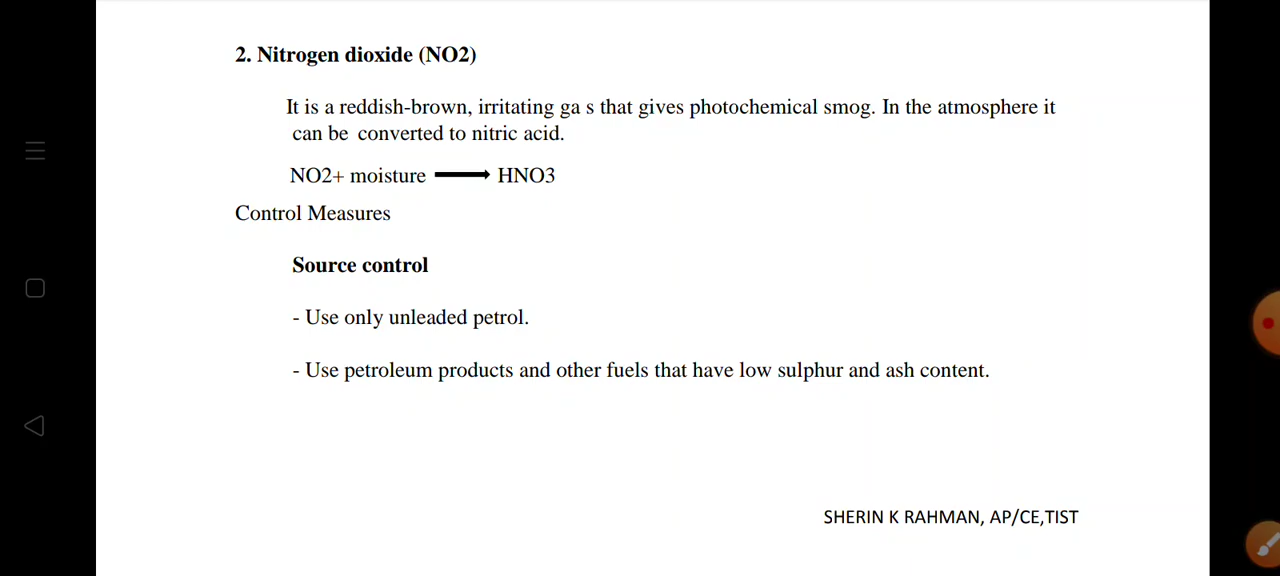 2. Nitrogen dioxide (NO2)
It is a reddish-brown, irritating ga s that gives photochemical smog. In the atmosphere it
can be converted to nitric acid.
NO2+ moisture ⟶ HNO3
Control Measures
Source control
- Use only unleaded petrol.
- Use petroleum products and other fuels that have low sulphur and ash content.
SHERIN K RAHMAN, AP/CE,TIST